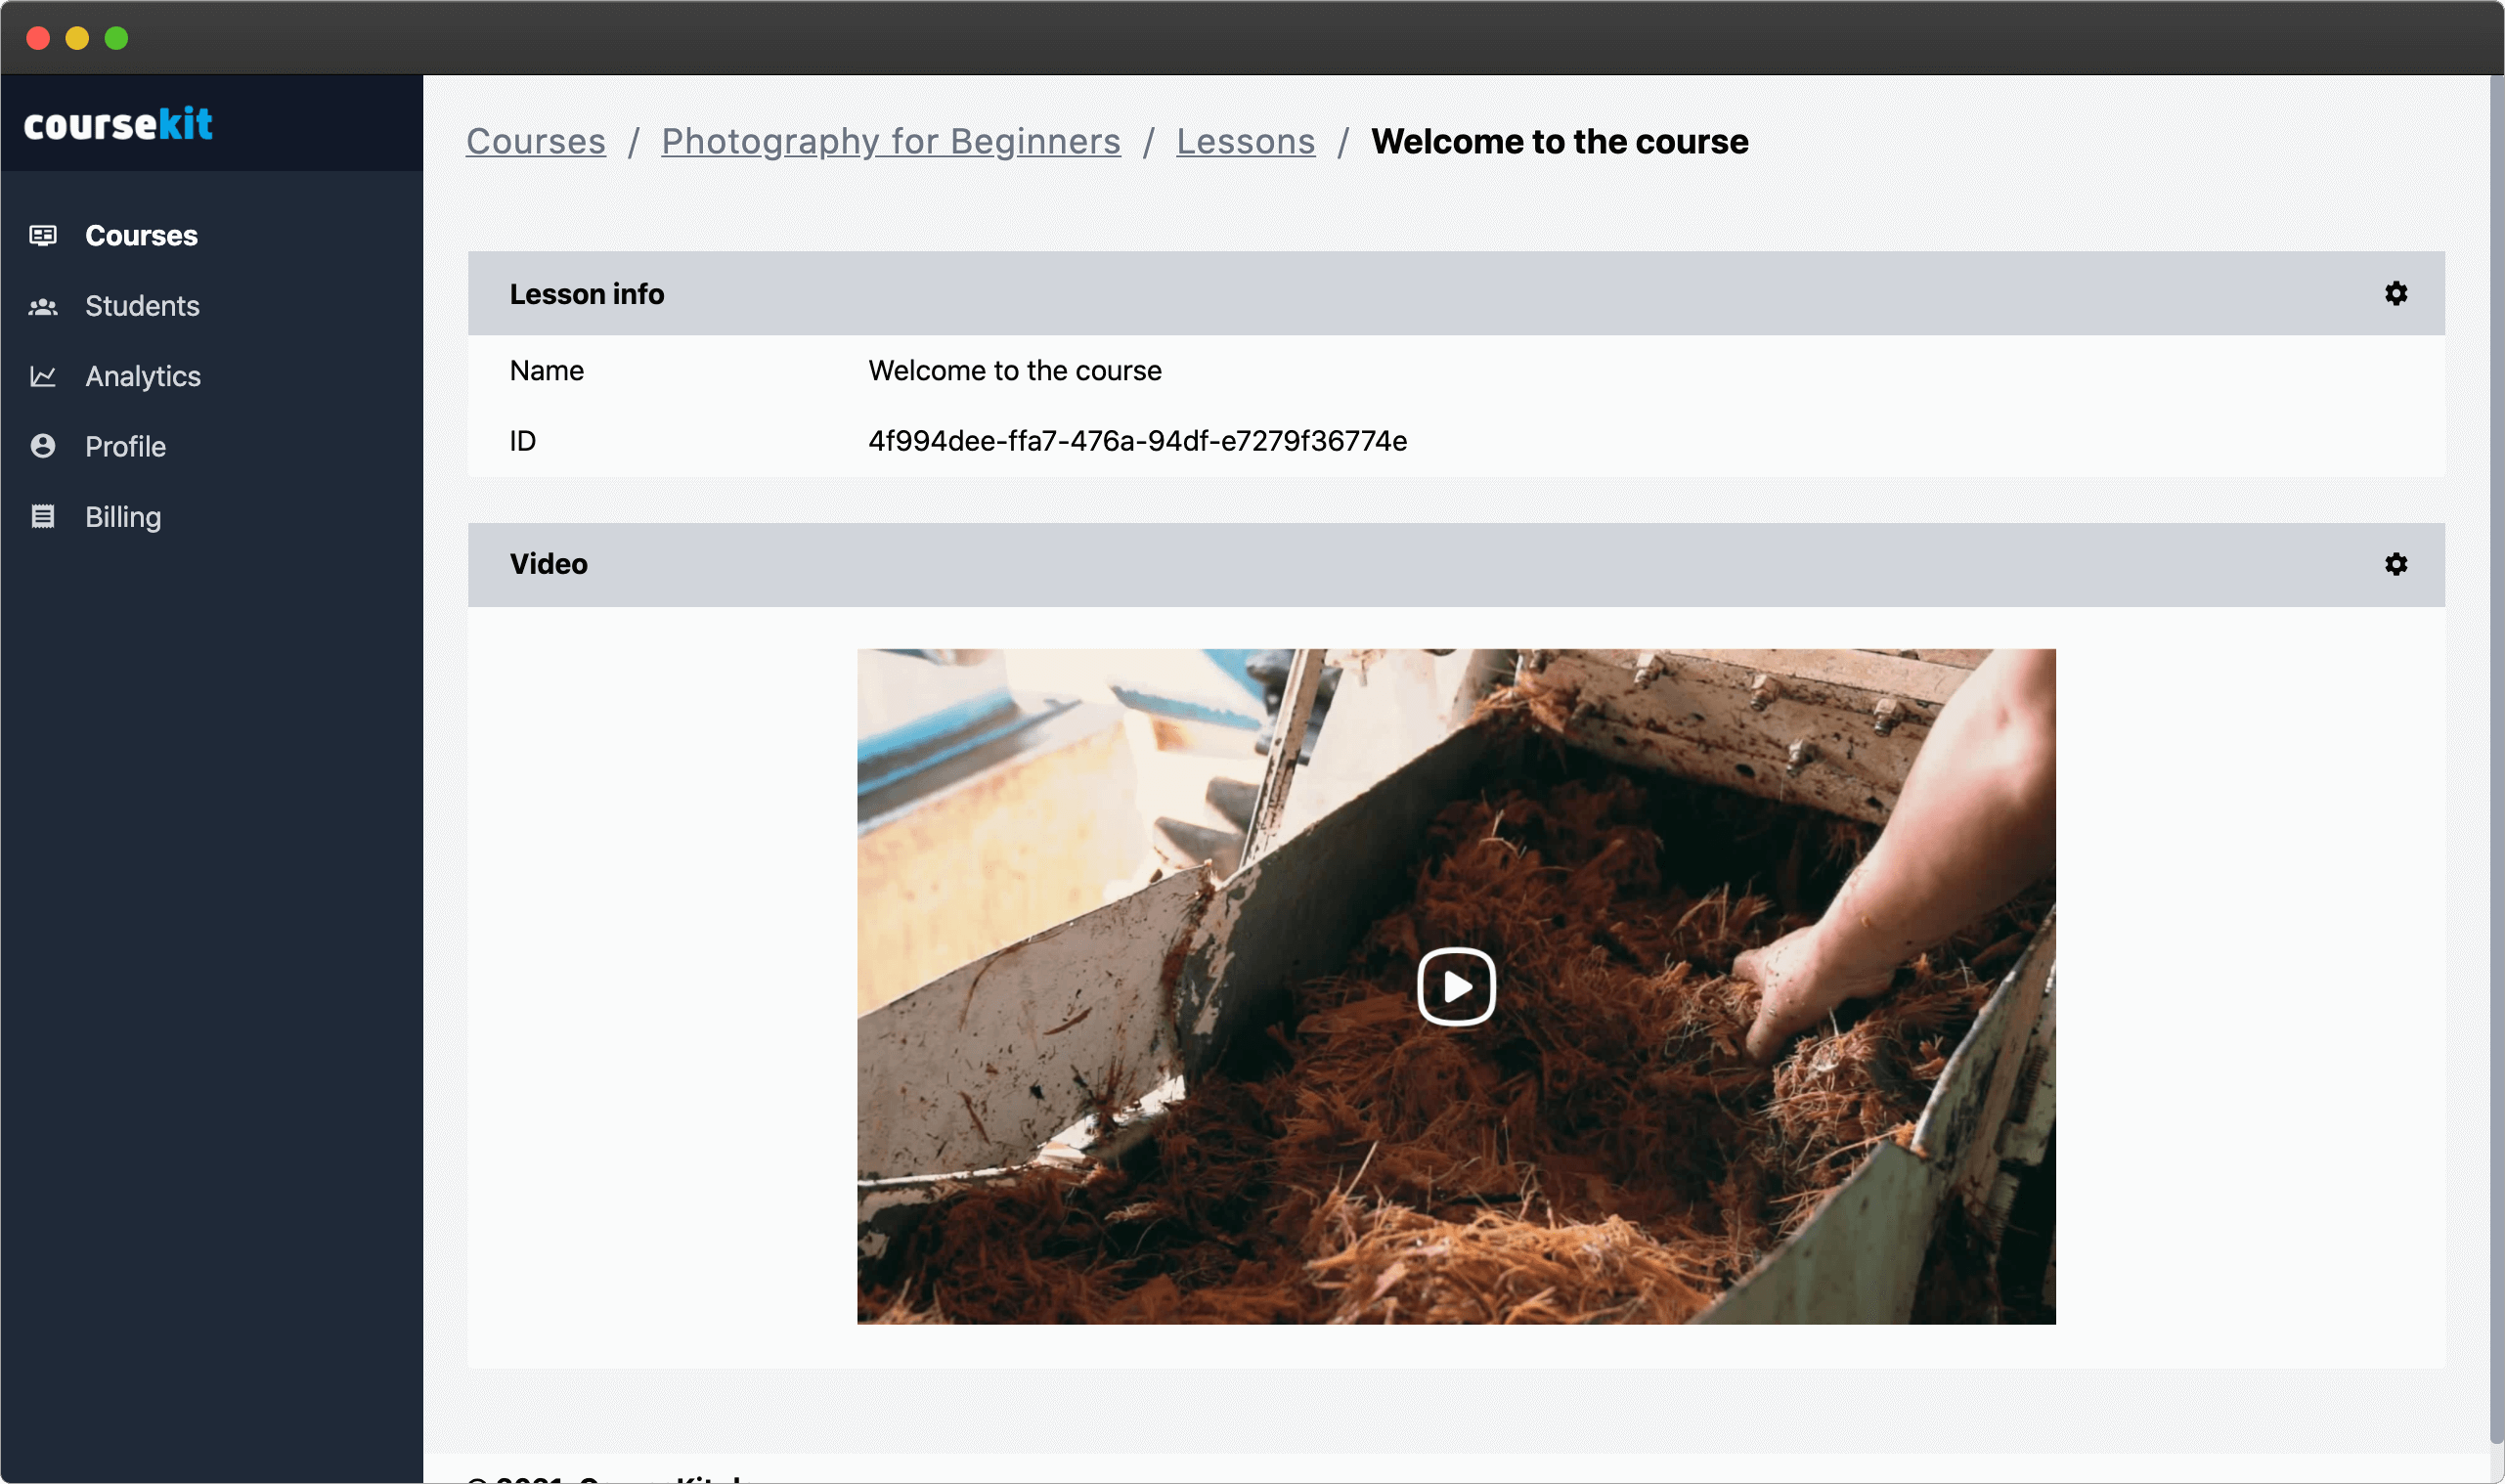 coursekit
Courses
Students
Analytics
Profile
Billing
Courses / Photography for Beginners / Lessons / Welcome to the course
Lesson info
Name Welcome to the course
ID 4f994dee-ffa7-476a-94df-e7279f36774e
Video